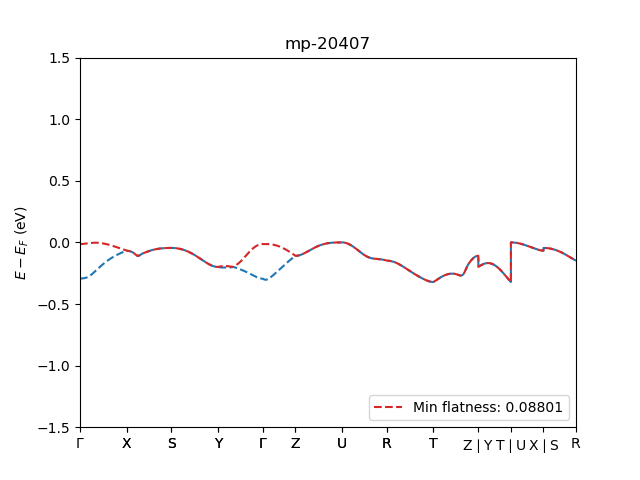 mp-20407
1.5
1.0
0.5
0.0
−0.5
−1.0
−1.5
E − E_F (eV)
Min flatness: 0.08801
Γ X S Y Γ Z U R T Z | Y T | U X | S R